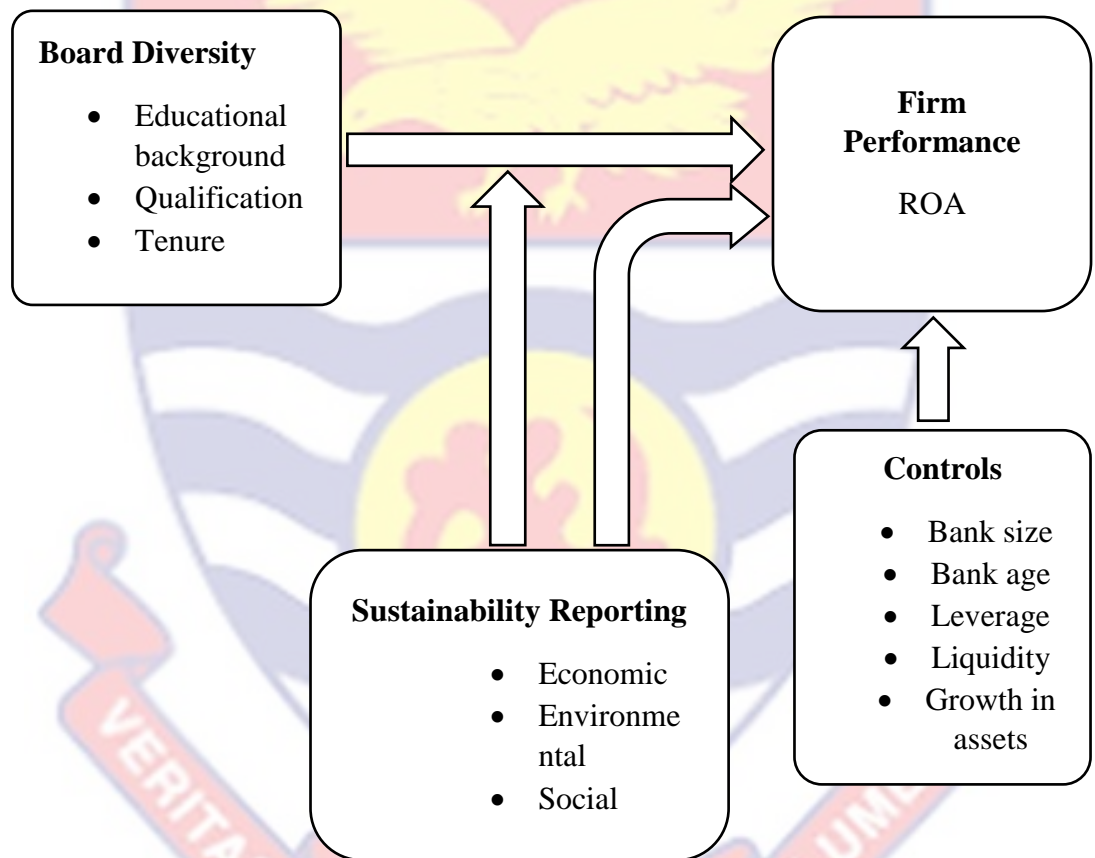 Board Diversity
• Educational
background
• Qualification
• Tenure
Firm
Performance
ROA
Controls
• Bank size
• Bank age
• Leverage
• Liquidity
• Growth in
assets
Sustainability Reporting
• Economic
• Environme
ntal
• Social